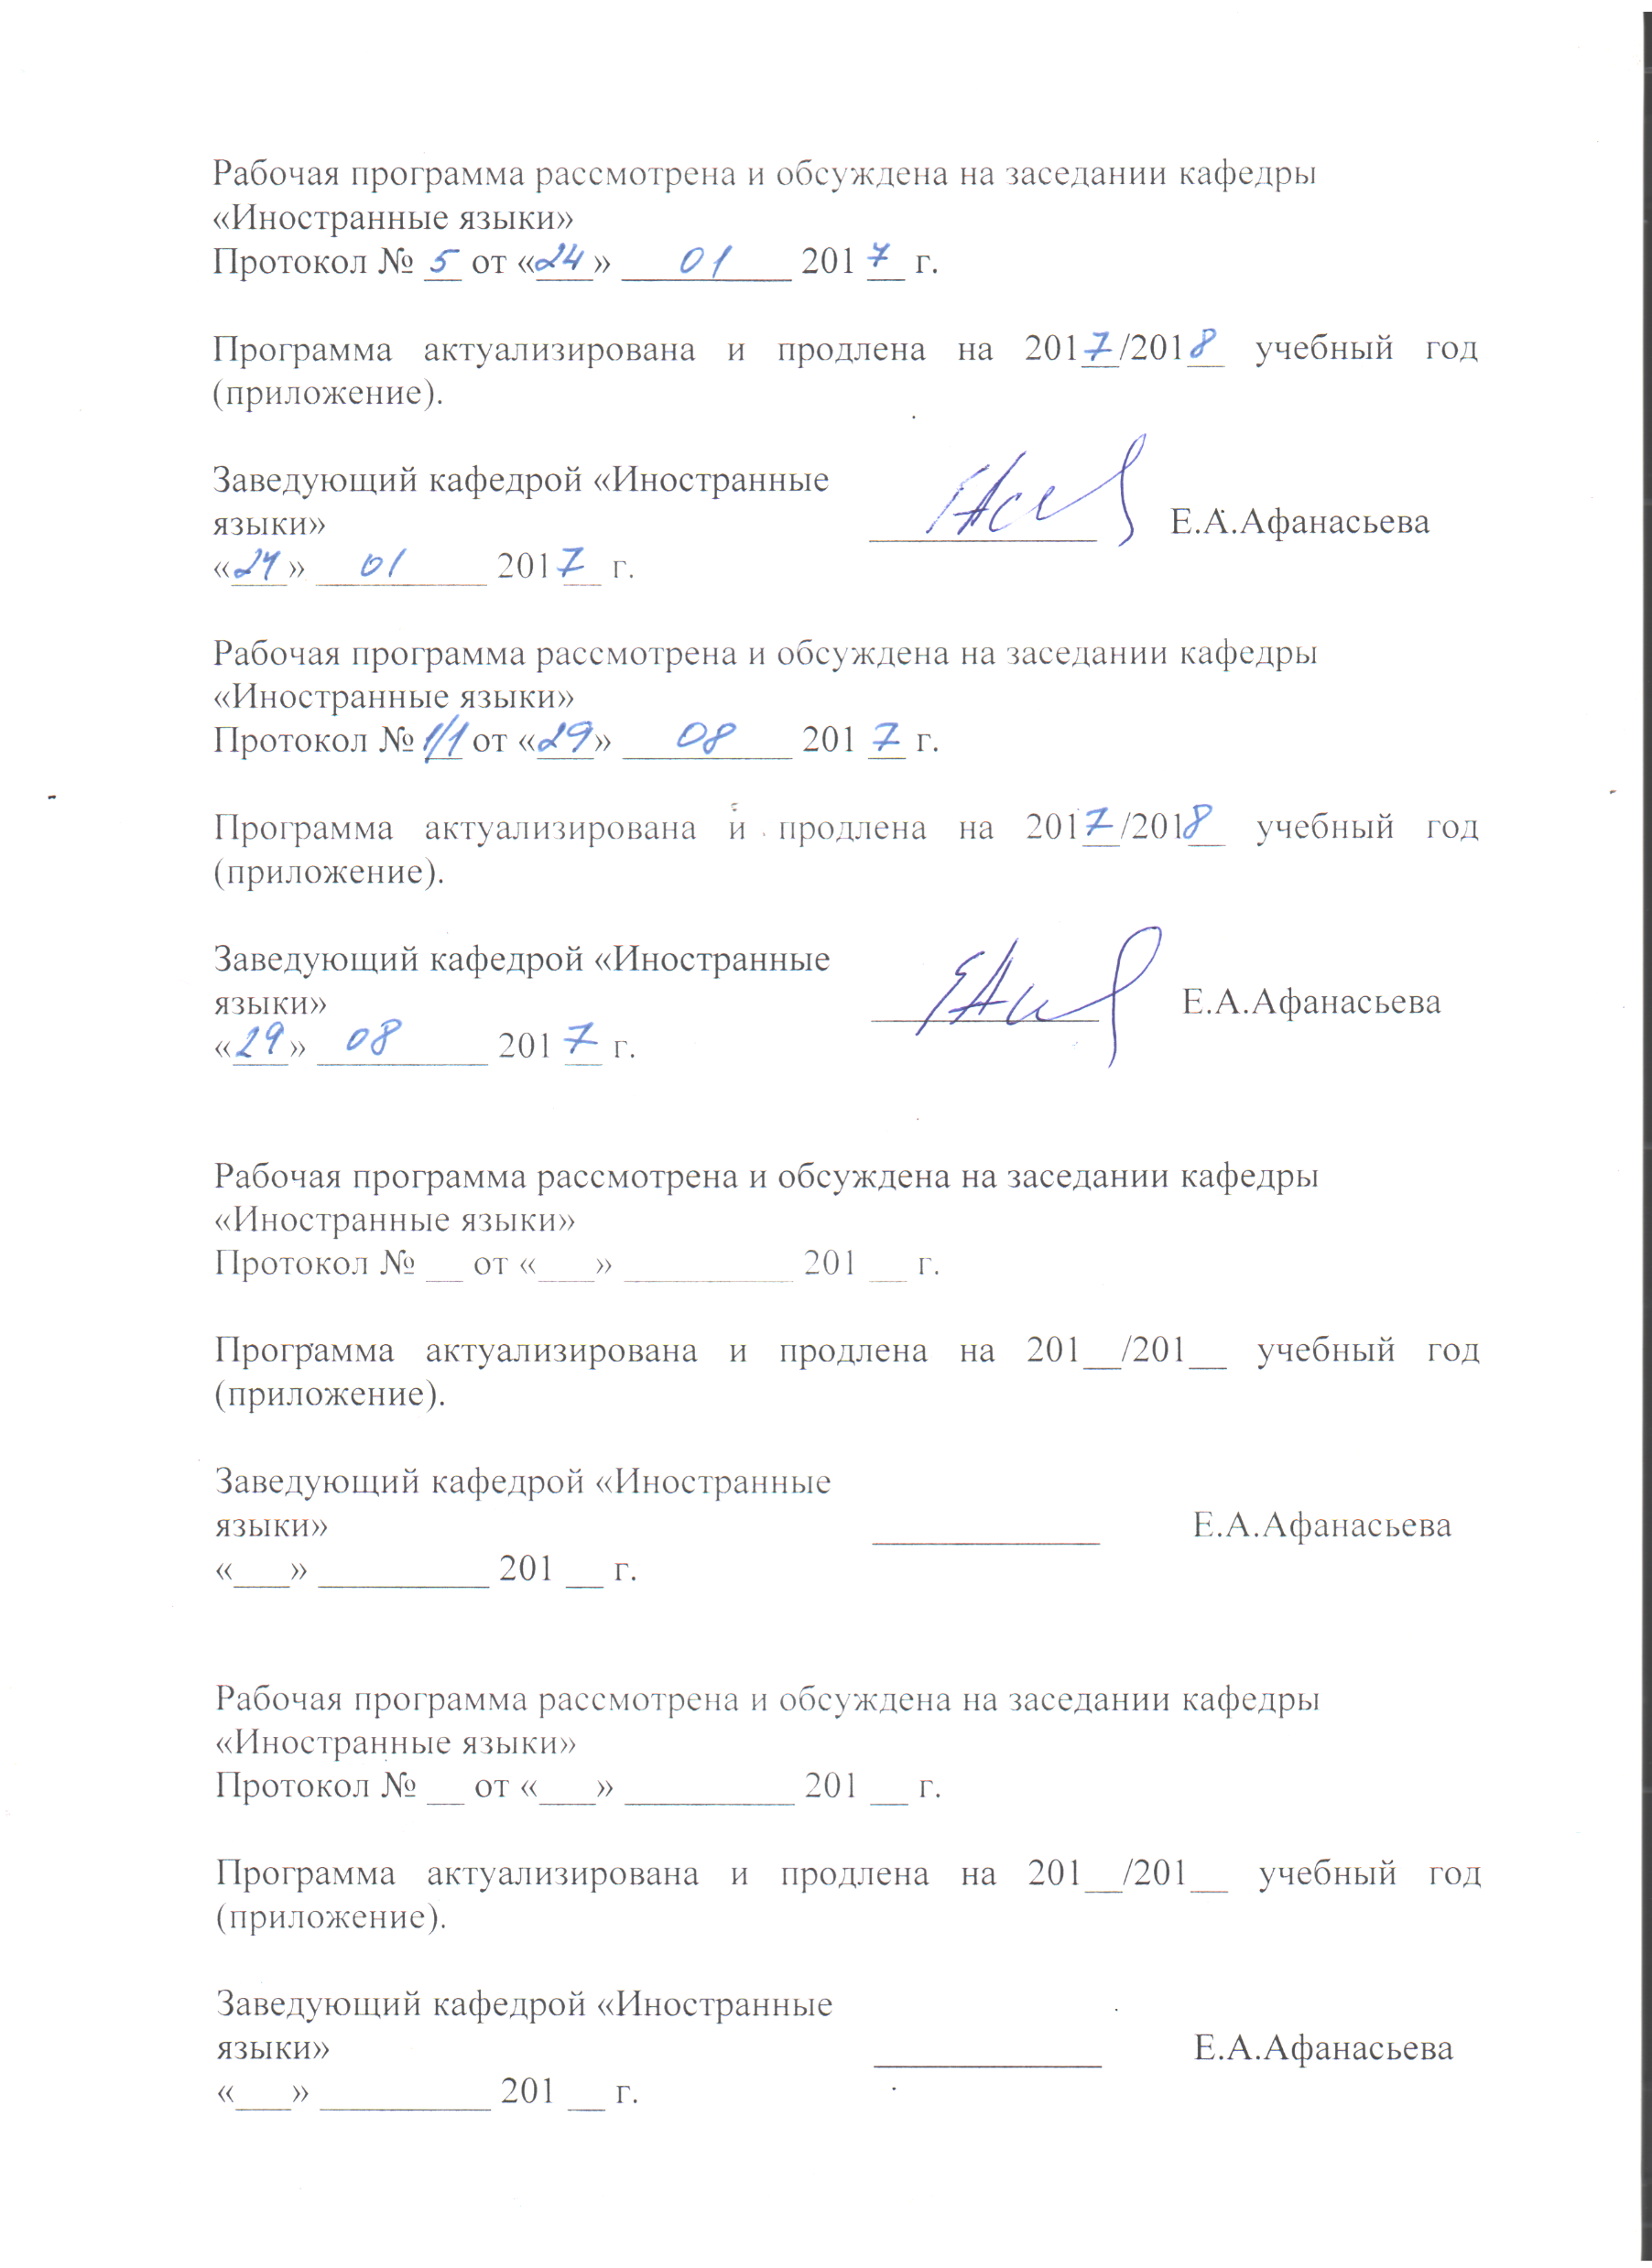 Рабочая программа рассмотрена и обсуждена на заседании кафедры
«Иностранные языки»
Протокол № 5 от «24» 01 2017 г.
Программа актуализирована и продлена на 2017/2018 учебный год
(приложение).
Заведующий кафедрой «Иностранные
языки» Е.А.Афанасьева
«24» 01 2017 г.
Рабочая программа рассмотрена и обсуждена на заседании кафедры
«Иностранные языки»
Протокол № 1/1 от «29» 08 2017 г.
Программа актуализирована и продлена на 2017/2018 учебный год
(приложение).
Заведующий кафедрой «Иностранные
языки» Е.А.Афанасьева
«29» 08 2017 г.
Рабочая программа рассмотрена и обсуждена на заседании кафедры
«Иностранные языки»
Протокол № __ от «___» _________ 201 __ г.
Программа актуализирована и продлена на 201__/201__ учебный год
(приложение).
Заведующий кафедрой «Иностранные
языки» ____________ Е.А.Афанасьева
«___» _________ 201 __ г.
Рабочая программа рассмотрена и обсуждена на заседании кафедры
«Иностранные языки»
Протокол № __ от «___» _________ 201 __ г.
Программа актуализирована и продлена на 201__/201__ учебный год
(приложение).
Заведующий кафедрой «Иностранные
языки» ____________ Е.А.Афанасьева
«___» _________ 201 __ г.